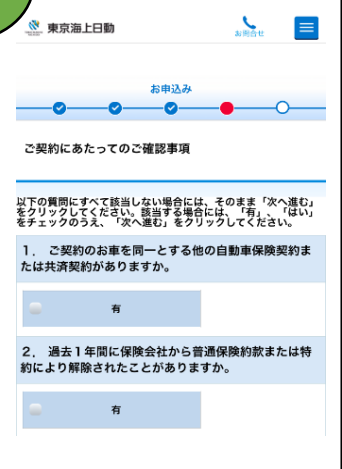 東京海上日動
お問合せ
お申込み
ご契約にあたってのご確認事項
以下の質問にすべて該当しない場合には、そのまま「次へ進む」
をクリックしてください。該当する場合には、「有」、「はい」
をチェックのうえ、「次へ進む」をクリックしてください。
1． ご契約のお車を同一とする他の自動車保険契約ま
たは共済契約がありますか。
有
2． 過去1年間に保険会社から普通保険約款または特
約により解除されたことがありますか。
有